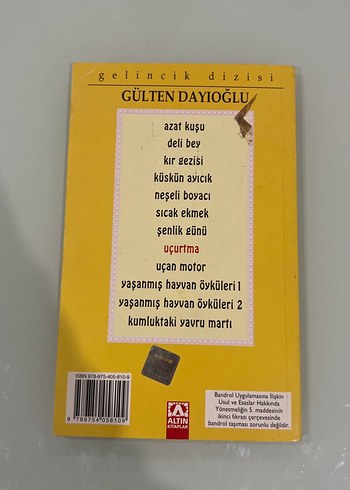 gelincik dizisi
GÜLTEN DAYIOĞLU
azat kuşu
deli bey
kır gezisi
küskün ayıcık
neşeli boyacı
sıcak ekmek
şenlik günü
uçurtma
uçan motor
yaşanmış hayvan öyküleri 1
yaşanmış hayvan öyküleri 2
kumluktaki yavru martı
ISBN 978-975-405-810-9
9 789754 058109
ALTIN
KİTAPLAR
Bandrol Uygulamasına İlişkin
Usul ve Esaslar Hakkında
Yönetmeliğin 5. maddesinin
ikinci fıkrası çerçevesinde
bandrol taşıması zorunlu değildir.